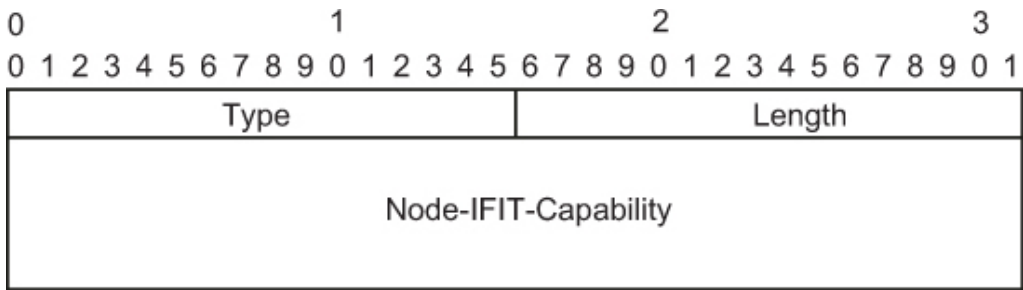 0 1 2 3
0 1 2 3 4 5 6 7 8 9 0 1 2 3 4 5 6 7 8 9 0 1 2 3 4 5 6 7 8 9 0 1
Type Length
Node-IFIT-Capability